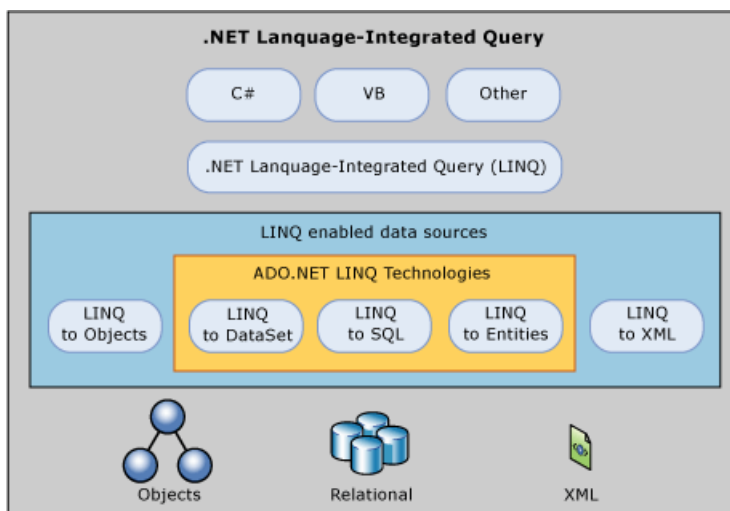 .NET Lanquage-Integrated Query
C#
VB
Other
.NET Language-Integrated Query (LINQ)
LINQ enabled data sources
ADO.NET LINQ Technologies
LINQ
to Objects
LINQ
to DataSet
LINQ
to SQL
LINQ
to Entities
LINQ
to XML
Objects
Relational
XML